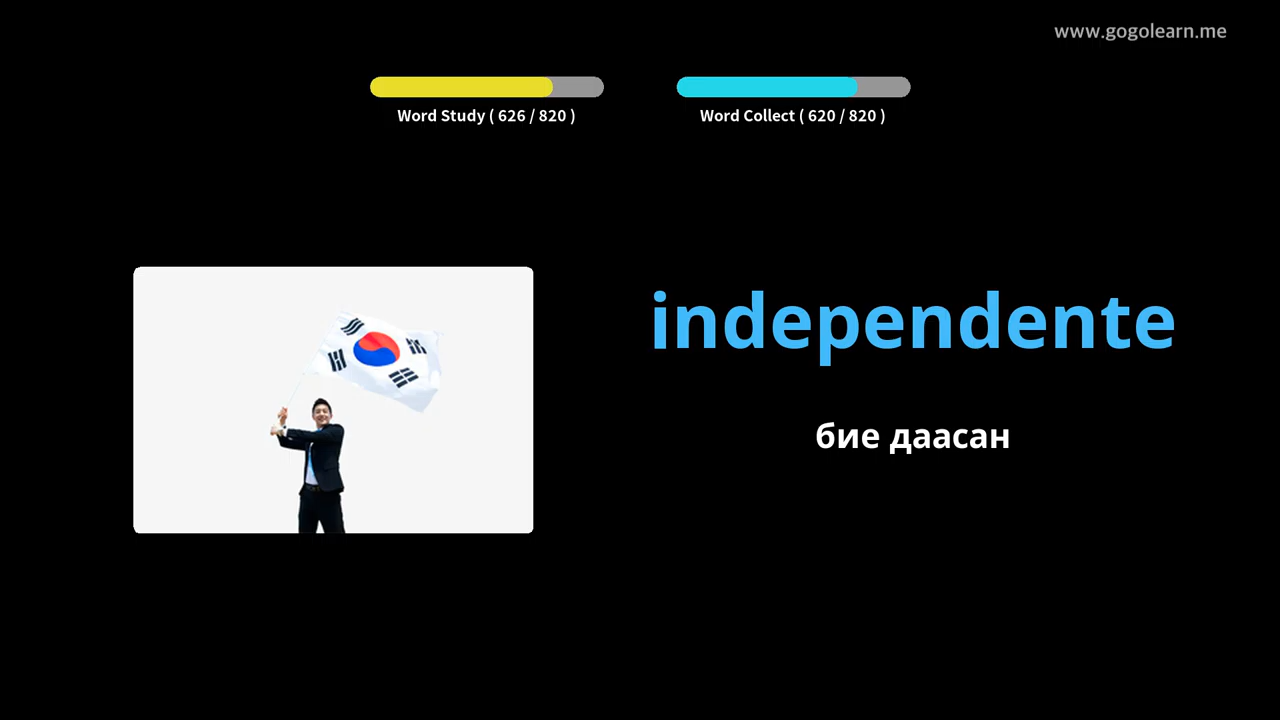 www.gogolearn.me
Word Study ( 626 / 820 )
Word Collect ( 620 / 820 )
independente
бие даасан